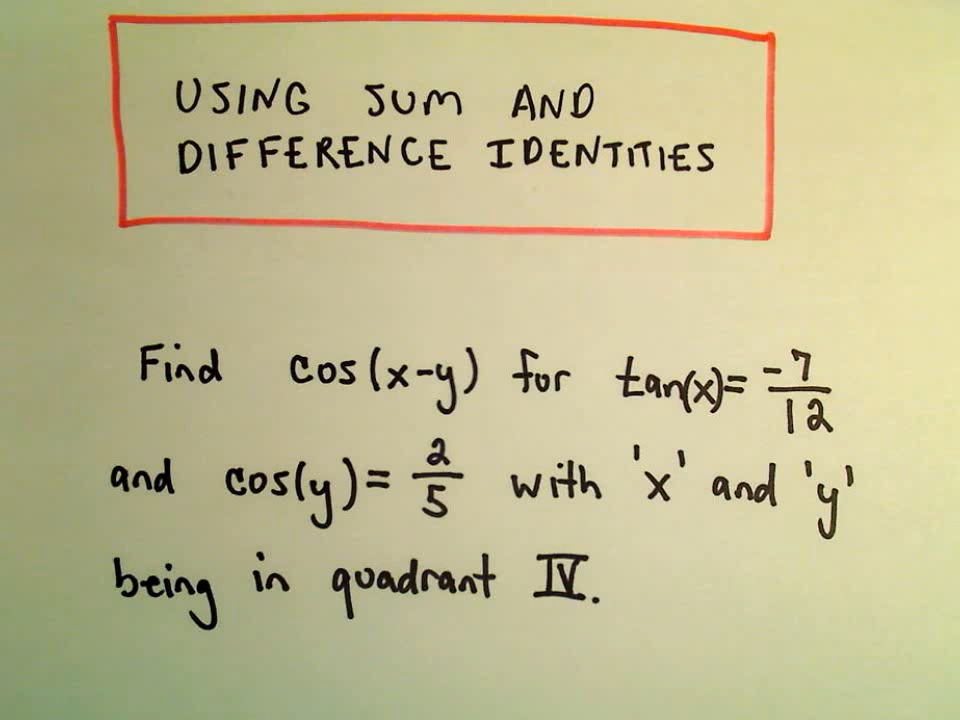 USING SUM AND
DIFFERENCE IDENTITIES
Find cos(x-y) for tan(x)= -7/12
and cos(y)= 2/5 with 'x' and 'y'
being in quadrant IV.